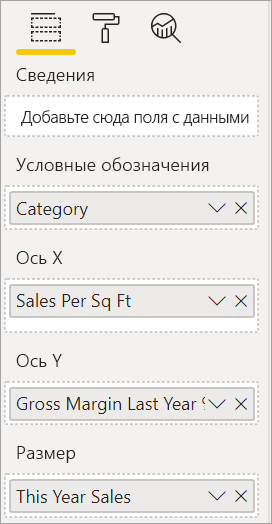 Сведения
Добавьте сюда поля с данными
Условные обозначения
Category
Ось X
Sales Per Sq Ft
Ось Y
Gross Margin Last Year
Размер
This Year Sales